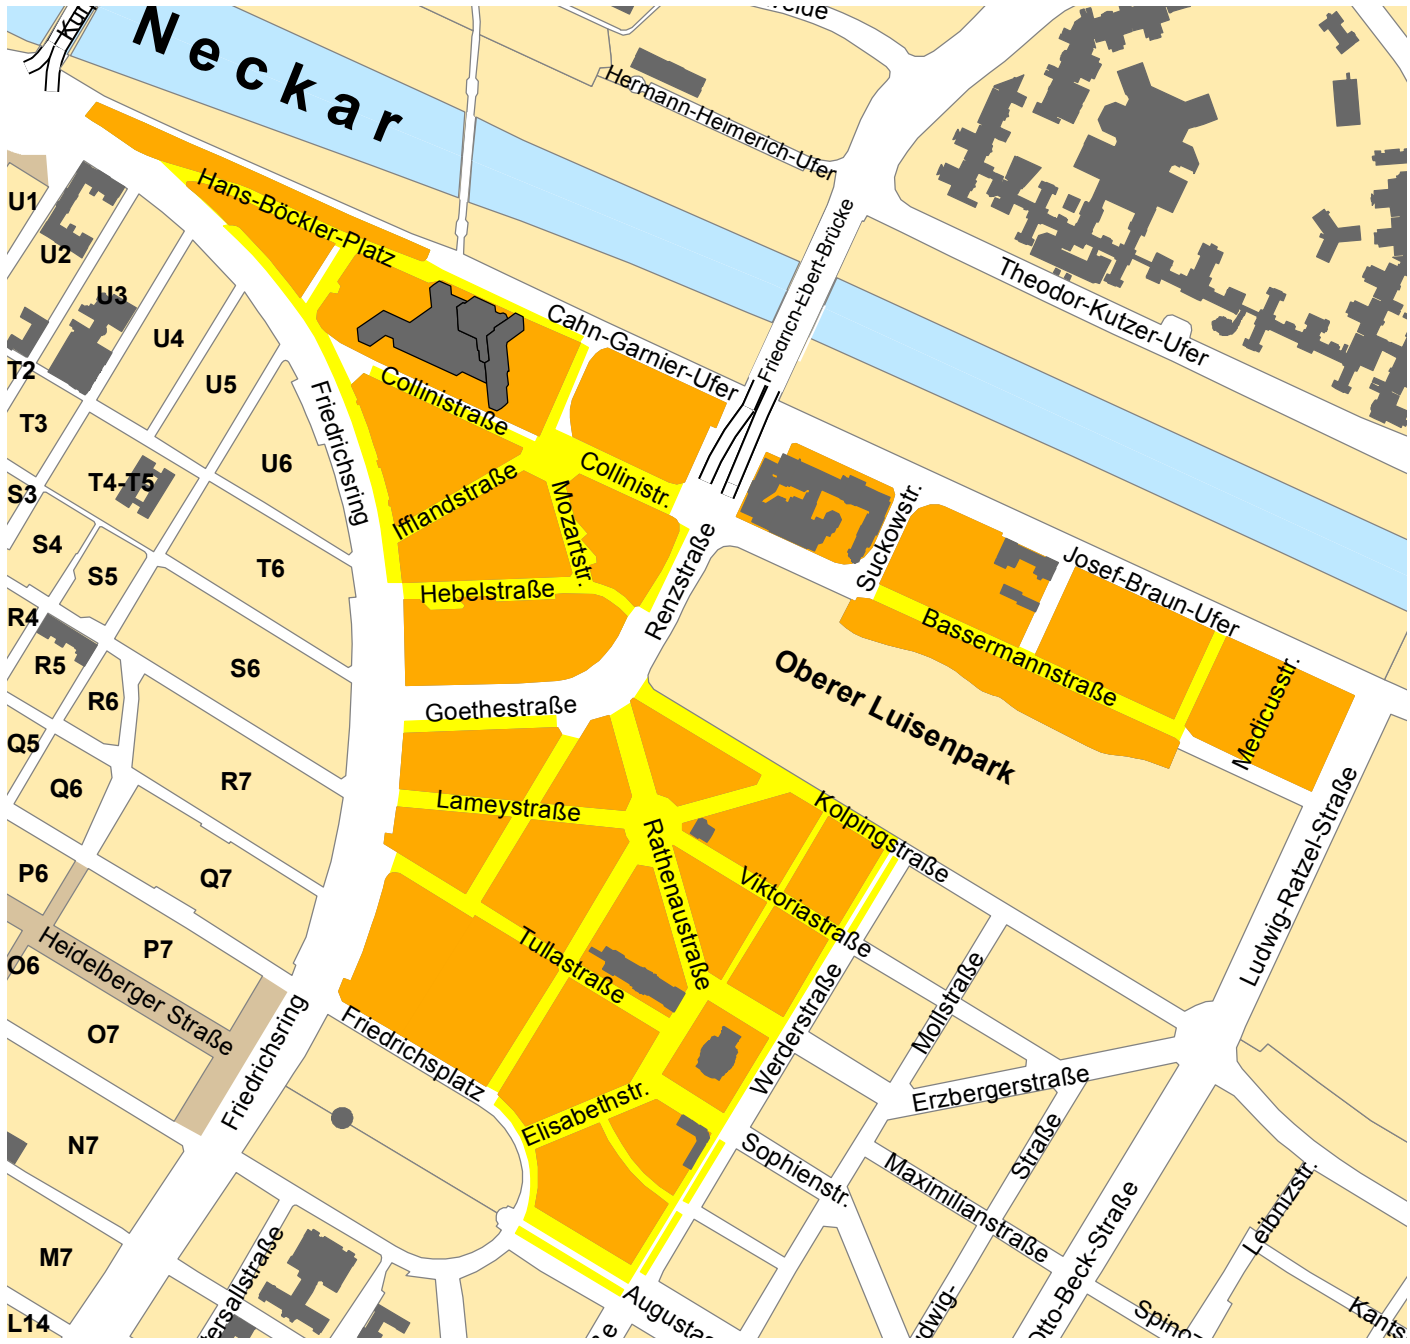 Neckar
Hermann-Heimerich-Ufer
Friedrich-Ebert-Brücke
Theodor-Kutzer-Ufer
Hans-Böckler-Platz
Cahn-Garnier-Ufer
U1
U2
U3
U4
U5
U6
T2
T3
T4-T5
T6
S3
S4
S5
S6
R4
R5
R6
R7
Q5
Q6
Q7
P6
P7
O6
O7
N7
M7
L14
Friedrichsring
Collinistraße
Collinistr.
Ifflandstraße
Mozartstr.
Hebelstraße
Renzstraße
Suckowstr.
Josef-Braun-Ufer
Bassermannstraße
Medicusstr.
Oberer Luisenpark
Goethestraße
Lameystraße
Rathenaustraße
Kolpingstraße
Viktoriastraße
Tullastraße
Ludwig-Ratzel-Straße
Heidelberger Straße
Friedrichsring
Friedrichsplatz
Elisabethstr.
Werderstraße
Mollstraße
Erzbergerstraße
Sophienstr.
Maximilianstraße
Straße
Otto-Beck-Straße
Leibnizstr.